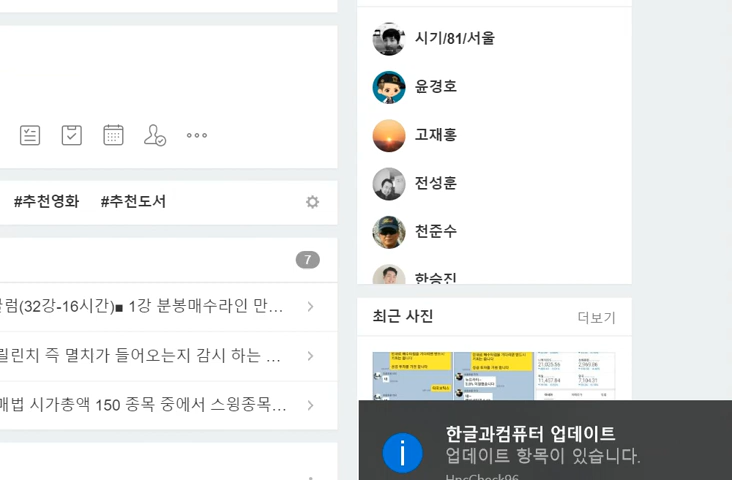 #추천영화 #추천도서
7
럼(32강-16시간)■ 1강 분봉매수라인 만...
릴린치 즉 멸치가 들어오는지 감시 하는 ...
매법 시가총액 150 종목 중에서 스윙종목...
시기/81/서울
윤경호
고재홍
전성훈
천준수
한승진
최근 사진
더보기
한글과컴퓨터 업데이트
업데이트 항목이 있습니다.
HncCheck96